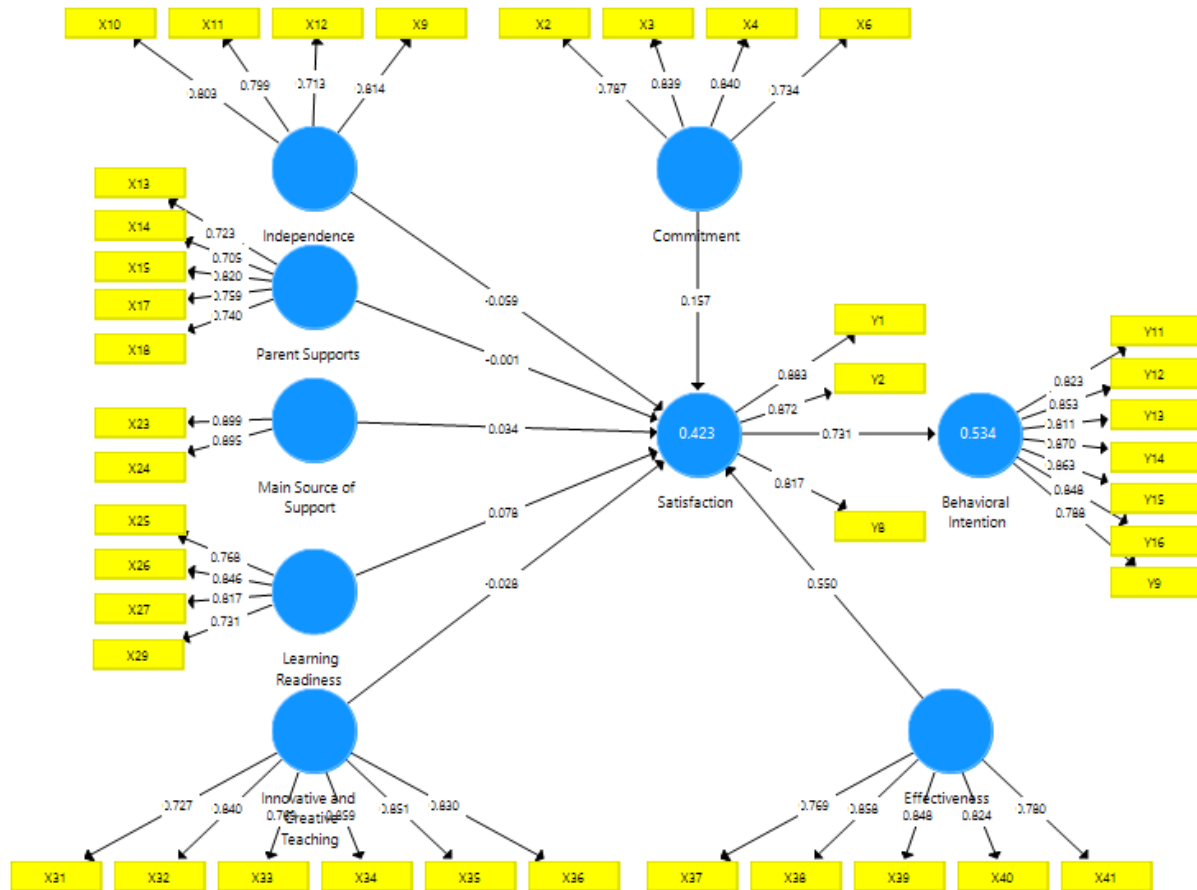 X10
X11
X12
X9
X2
X3
X4
X6
0.803
0.799
0.713
0.814
0.787
0.839
0.840
0.734
Independence
Commitment
X13
X14
X15
X17
X18
0.723
0.705
0.820
0.759
0.740
Parent Supports
-0.059
-0.001
0.157
X23
X24
0.899
0.895
Main Source of
Support
0.034
0.423
Satisfaction
0.883
0.872
0.817
Y1
Y2
Y8
0.731
0.534
Behavioral
Intention
0.823
0.853
0.811
0.870
0.863
0.848
0.788
Y11
Y12
Y13
Y14
Y15
Y16
Y9
X25
X26
X27
X29
0.768
0.846
0.817
0.731
Learning
Readiness
0.078
-0.028
0.550
Innovative and
Creative
Teaching
0.727
0.840
0.859
0.851
0.830
X31
X32
X33
X34
X35
X36
Effectiveness
0.769
0.858
0.848
0.824
0.780
X37
X38
X39
X40
X41